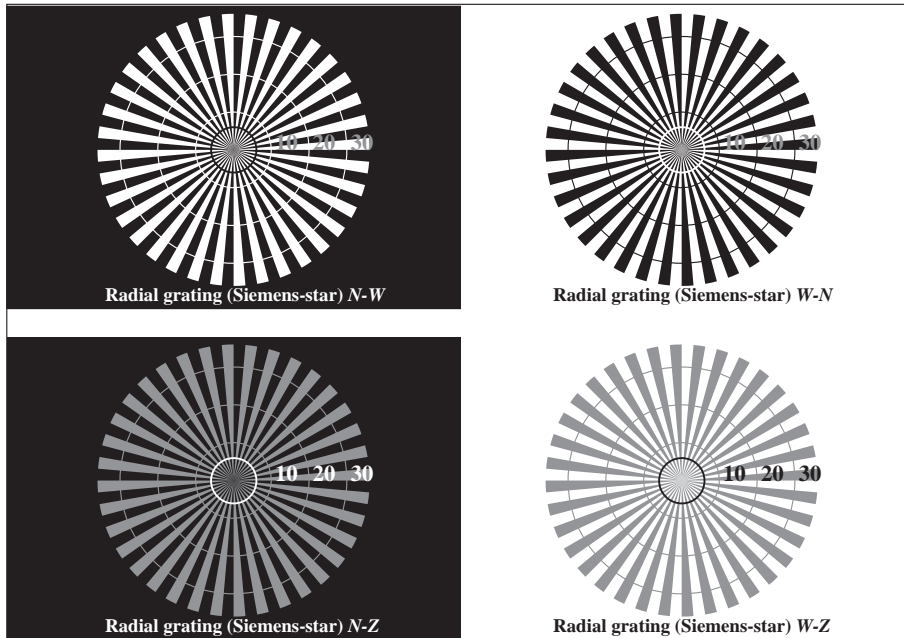 10 20 30
Radial grating (Siemens-star) N-W
10 20 30
Radial grating (Siemens-star) W-N
10 20 30
Radial grating (Siemens-star) N-Z
10 20 30
Radial grating (Siemens-star) W-Z